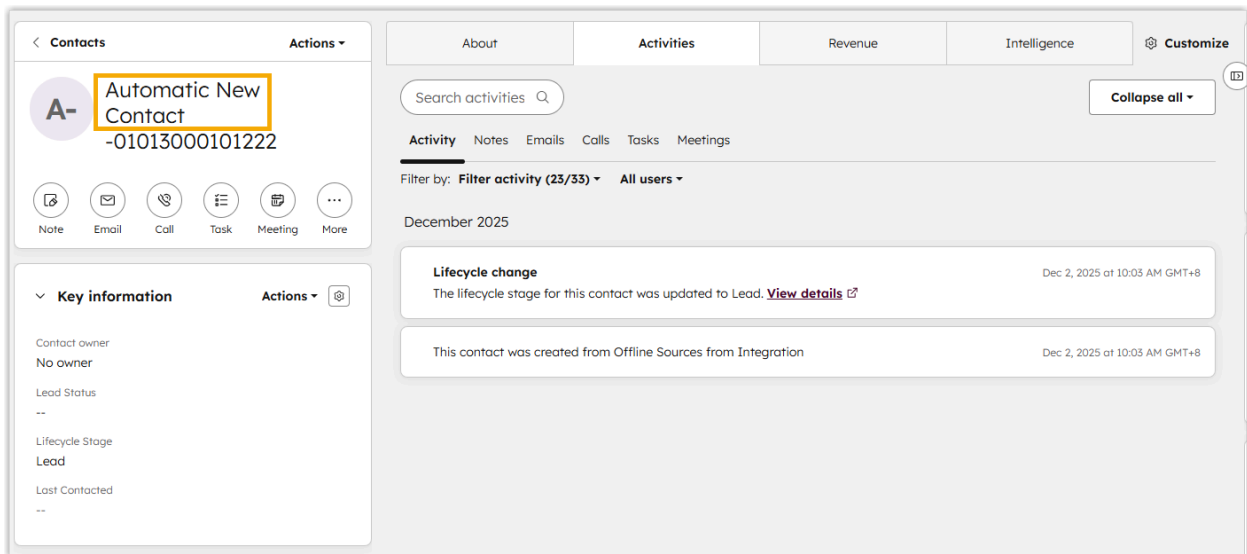 Contacts
Actions
A-
Automatic New
Contact
-01013000101222
Note
Email
Call
Task
Meeting
More
Key information
Actions
Contact owner
No owner
Lead Status
--
Lifecycle Stage
Lead
Last Contacted
--
About
Activities
Revenue
Intelligence
Customize
Search activities
Collapse all
Activity
Notes
Emails
Calls
Tasks
Meetings
Filter by: Filter activity (23/33)
All users
December 2025
Lifecycle change
Dec 2, 2025 at 10:03 AM GMT+8
The lifecycle stage for this contact was updated to Lead. View details
This contact was created from Offline Sources from Integration
Dec 2, 2025 at 10:03 AM GMT+8